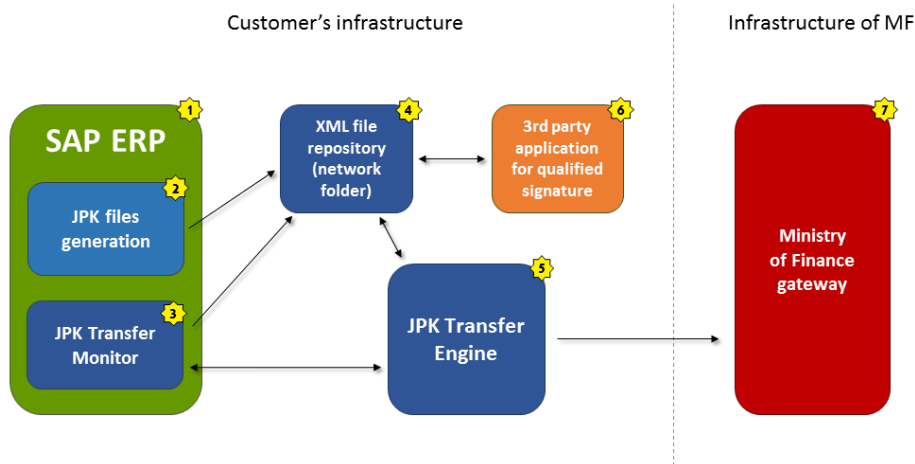 Customer's infrastructure
Infrastructure of MF
1
SAP ERP
2
JPK files
generation
3
JPK Transfer
Monitor
4
XML file
repository
(network
folder)
6
3rd party
application
for qualified
signature
5
JPK Transfer
Engine
7
Ministry
of Finance
gateway